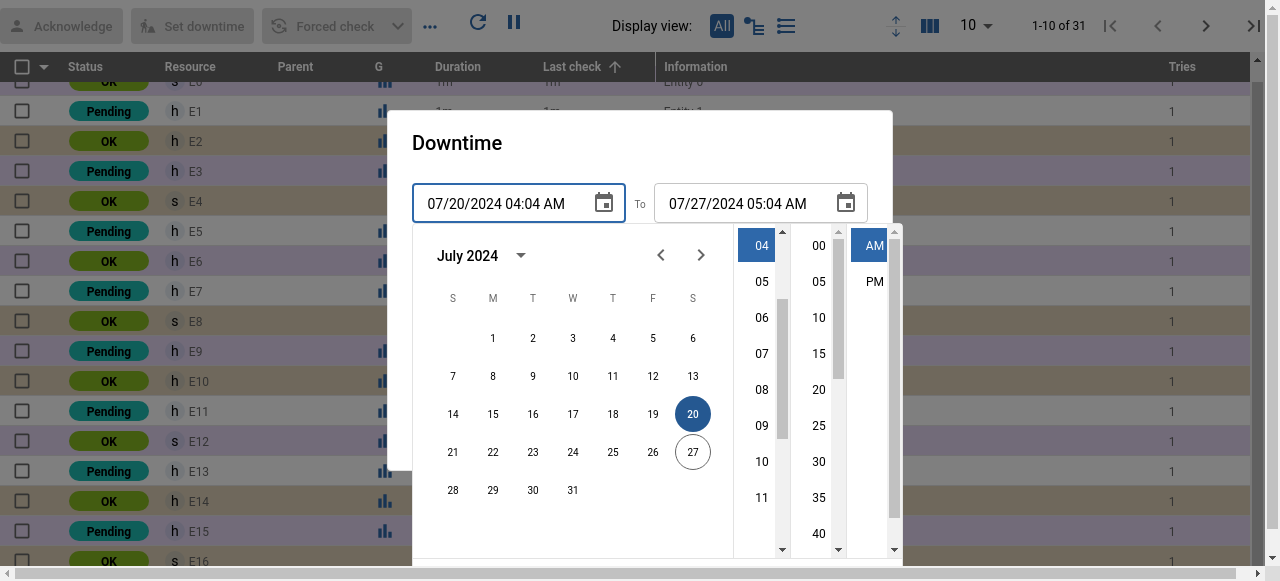 Acknowledge Set downtime Forced check Display view: All 10 1-10 of 31
Status Resource Parent G Duration Last check Information Tries
OK s E0 1m 1m Entity 0
Pending h E1 1m 1m Entity 1 1
OK h E2 1
Pending h E3 1
OK s E4 1
Pending h E5 1
OK h E6 1
Pending h E7 1
OK s E8 1
Pending h E9 1
OK h E10 1
Pending h E11 1
OK s E12 1
Pending h E13 1
OK h E14 1
Pending h E15 1
OK s E16 1
Downtime
07/20/2024 04:04 AM To 07/27/2024 05:04 AM
July 2024
S M T W T F S
1 2 3 4 5 6
7 8 9 10 11 12 13
14 15 16 17 18 19 20
21 22 23 24 25 26 27
28 29 30 31
04 00 AM
05 05 PM
06 10
07 15
08 20
09 25
10 30
11 35
40